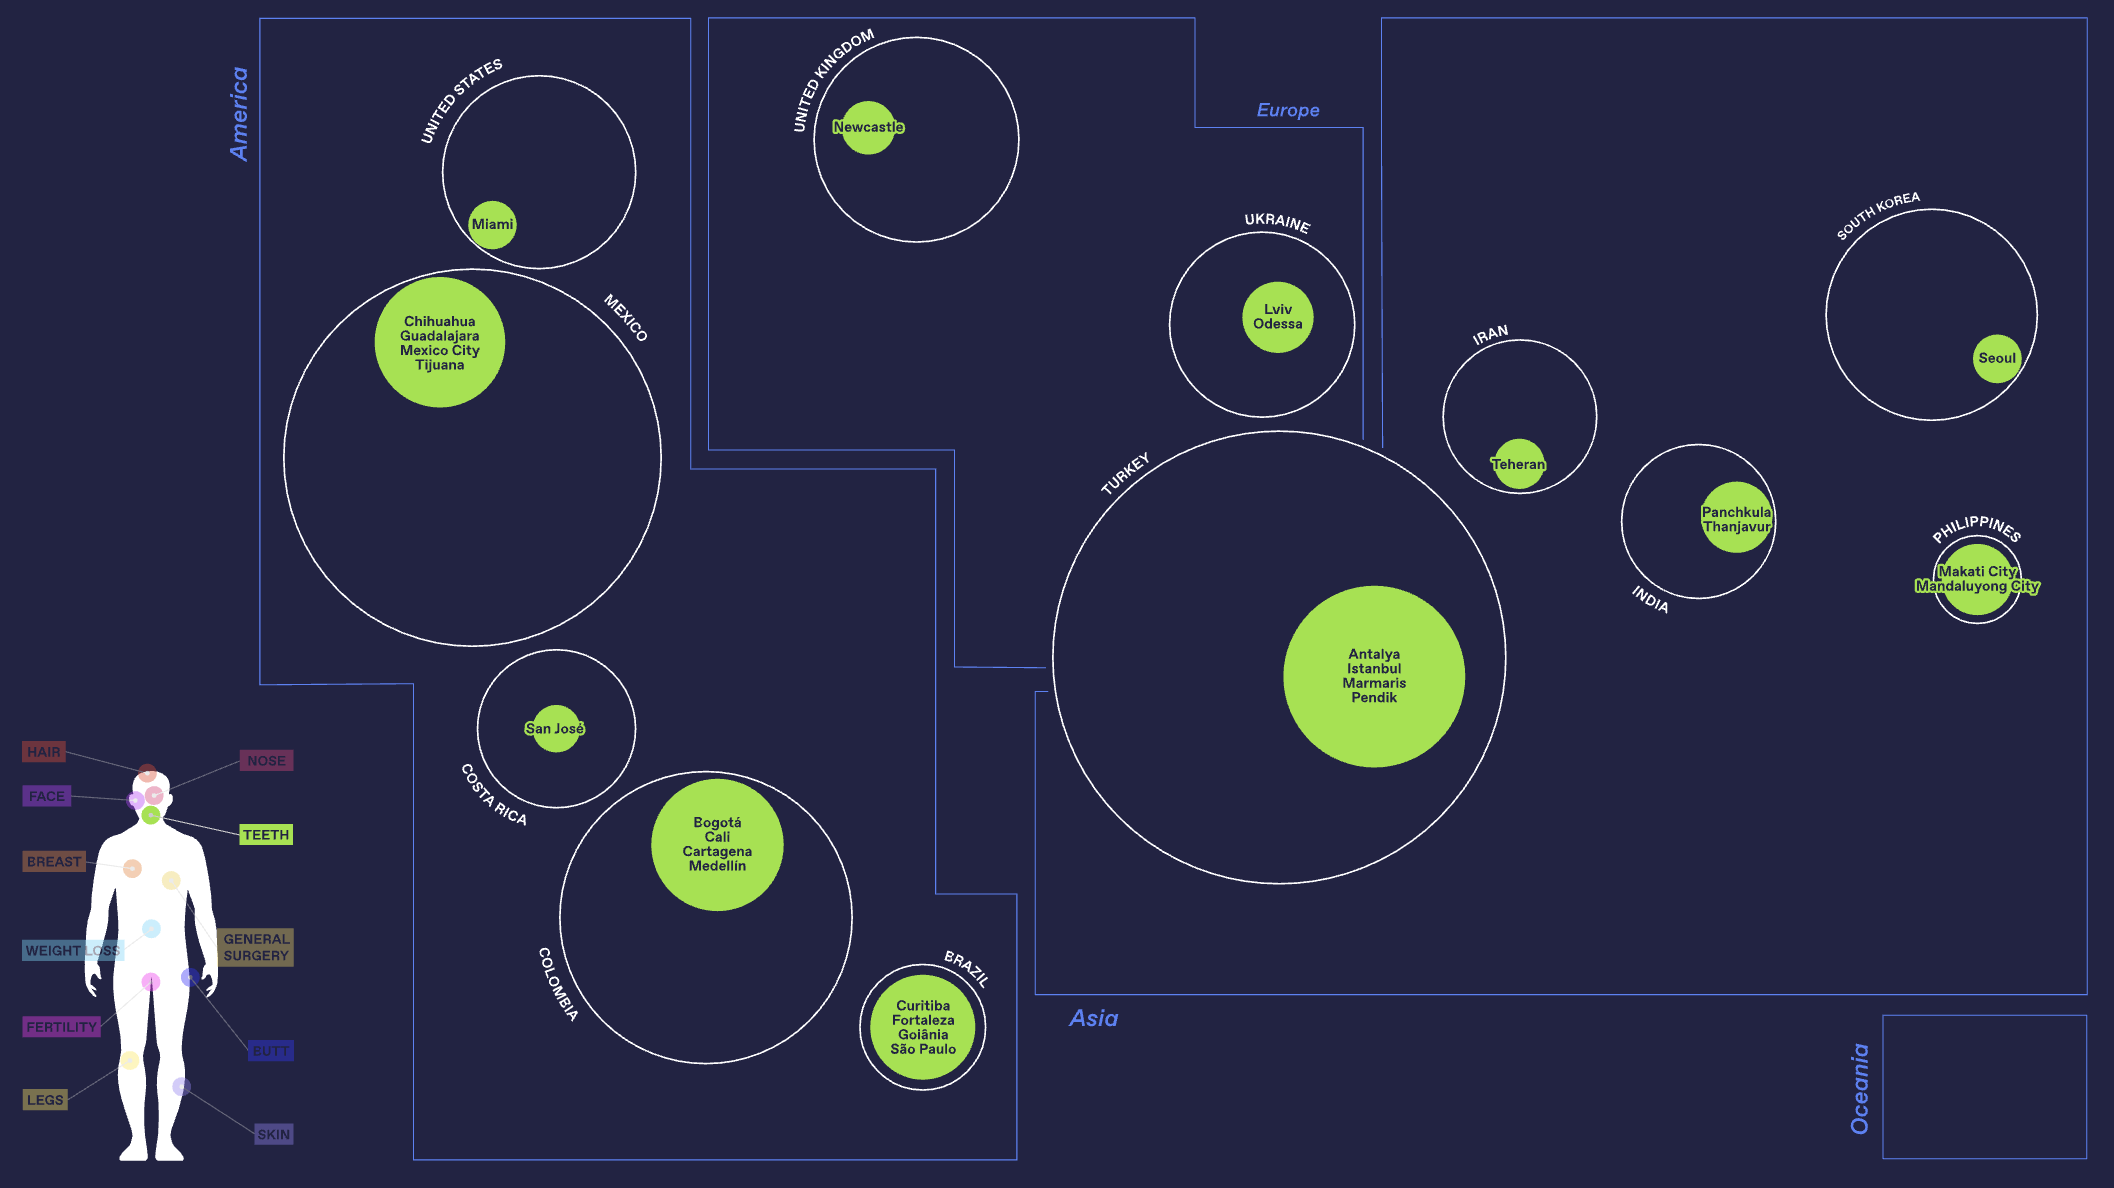 America
UNITED STATES
Miami
MEXICO
Chihuahua
Guadalajara
Mexico City
Tijuana
San José
COSTA RICA
Bogotá
Cali
Cartagena
Medellín
COLOMBIA
BRAZIL
Curitiba
Fortaleza
Goiânia
São Paulo
Europe
UNITED KINGDOM
Newcastle
UKRAINE
Lviv
Odessa
TURKEY
Antalya
Istanbul
Marmaris
Pendik
Asia
IRAN
Teheran
INDIA
Panchkula
Thanjavur
SOUTH KOREA
Seoul
PHILIPPINES
Makati City
Mandaluyong City
Oceania
HAIR
NOSE
FACE
TEETH
BREAST
GENERAL
SURGERY
WEIGHT LOSS
FERTILITY
BUTT
LEGS
SKIN